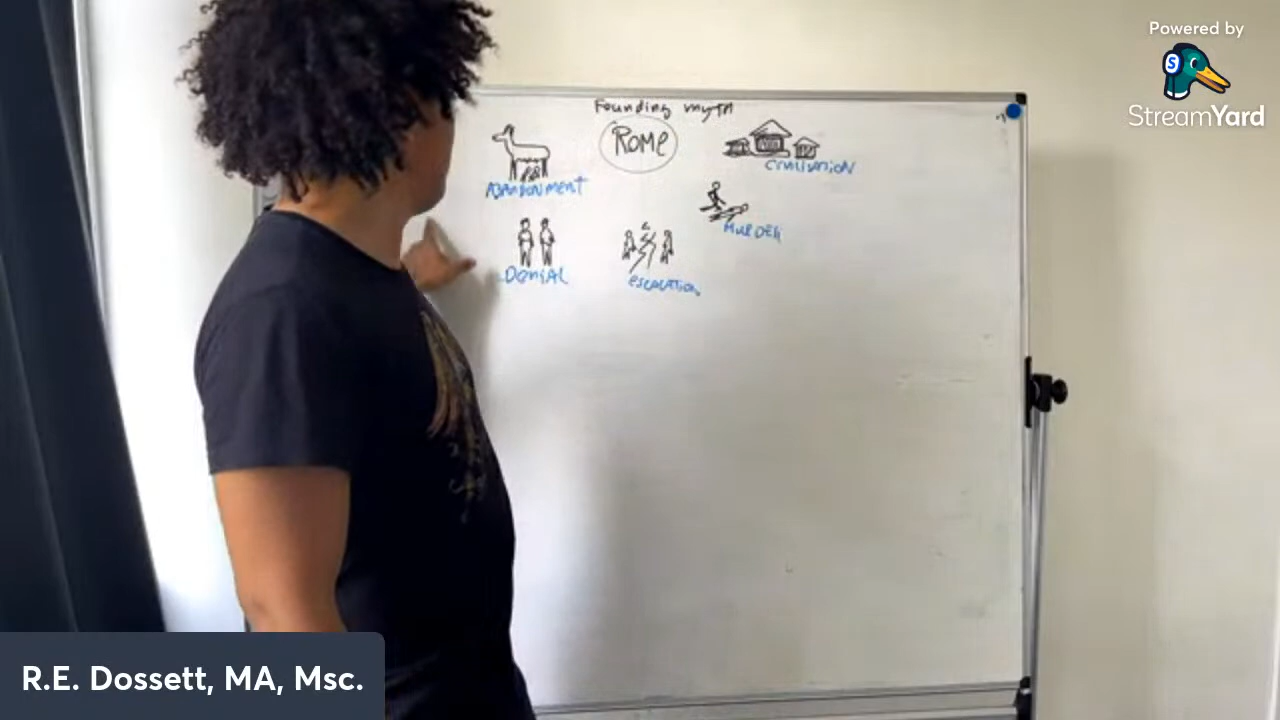 Powered by
StreamYard
Founding myth
Rome
ABANDONMENT
CIVILISATION
MURDER
DENIAL
escalation
R.E. Dossett, MA, Msc.